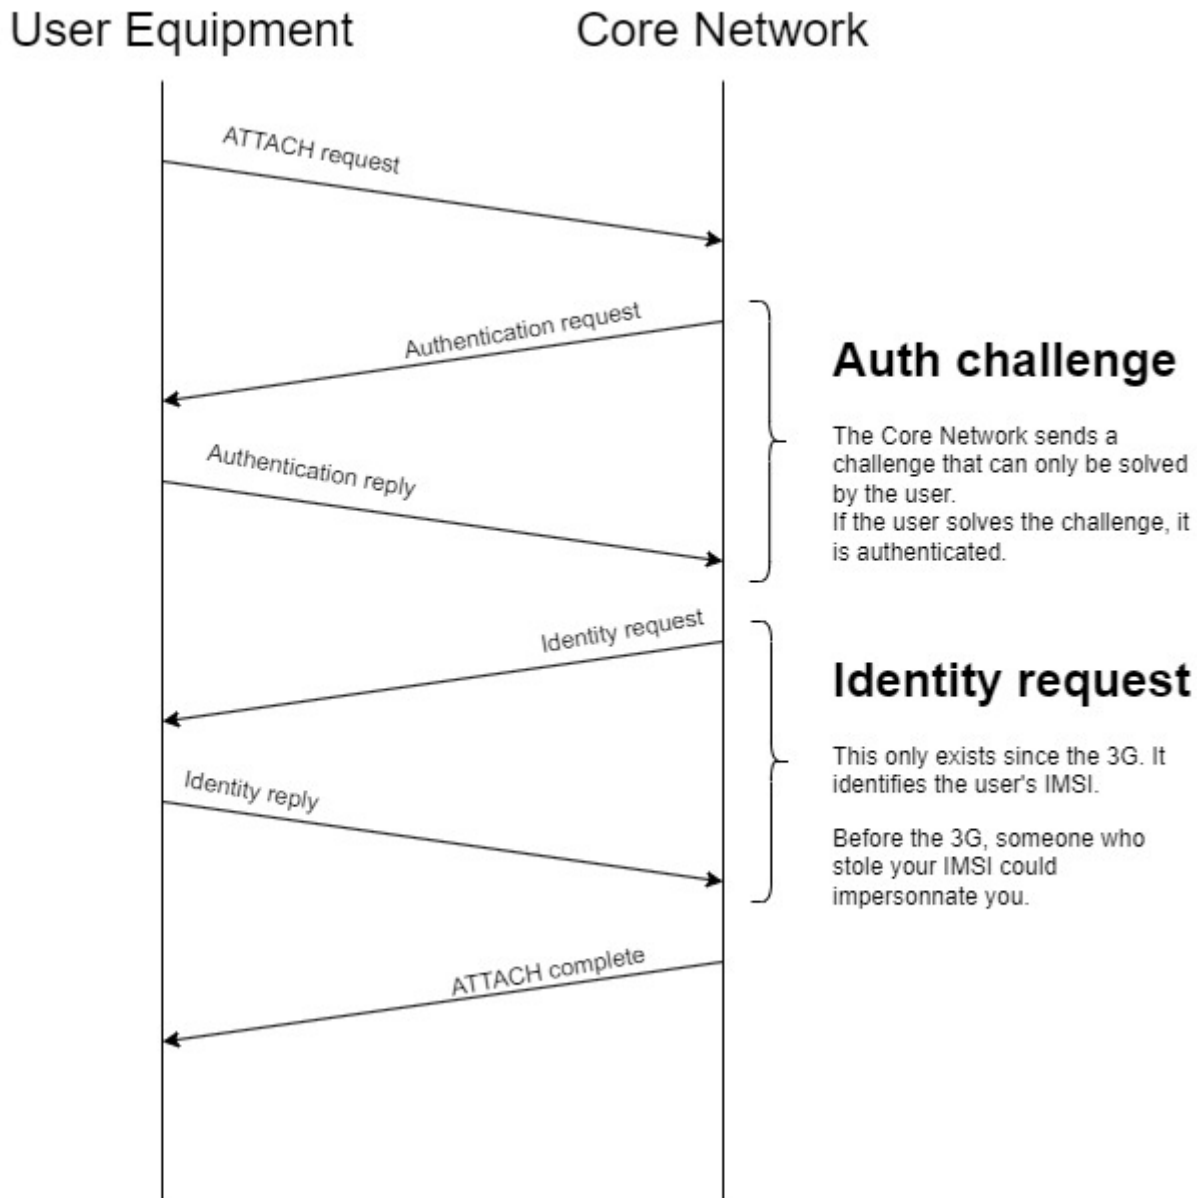 User Equipment
Core Network
ATTACH request
Authentication request
Auth challenge
The Core Network sends a
challenge that can only be solved
by the user.
If the user solves the challenge, it
is authenticated.
Authentication reply
Identity request
Identity request
This only exists since the 3G. It
identifies the user's IMSI.
Before the 3G, someone who
stole your IMSI could
impersonnate you.
Identity reply
ATTACH complete